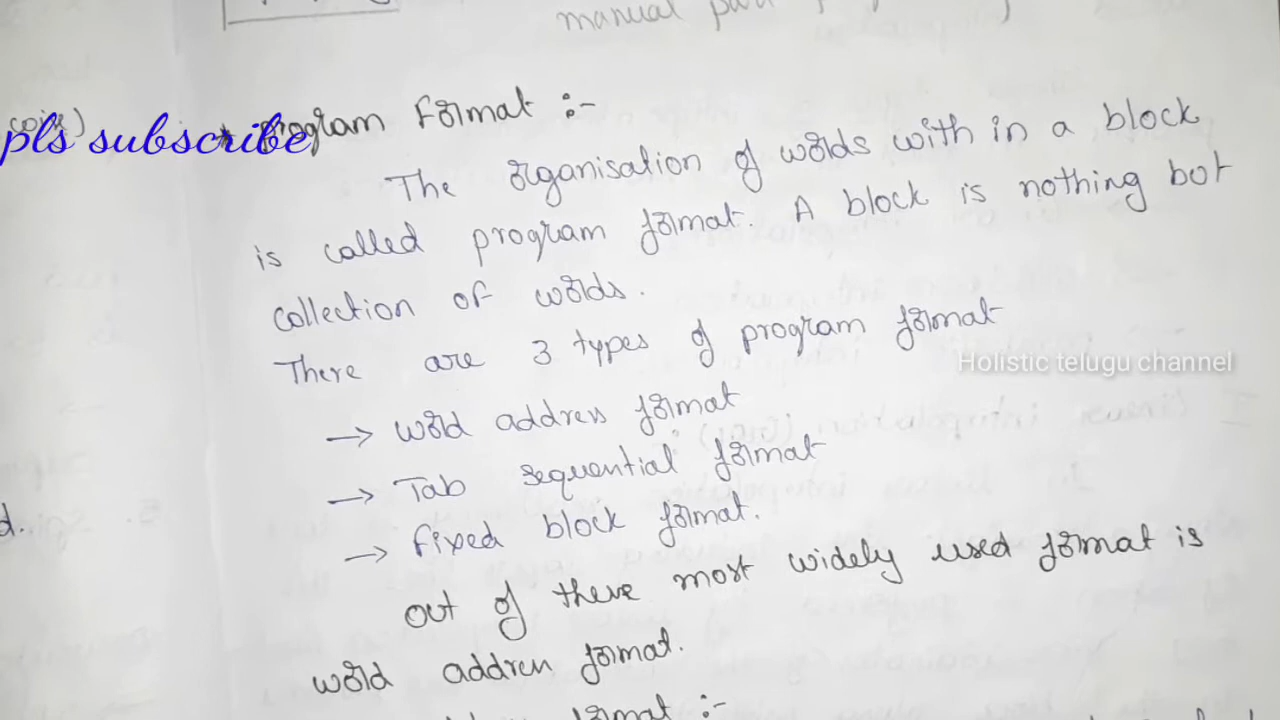 manual
pls subscribe
Program Format :-
The organisation of words with in a block
is called program format. A block is nothing but
collection of words.
There are 3 types of program format
Holistic telugu channel
→ word address format
→ Tab sequential format
→ fixed block format.
out of these most widely used format is
word address format.
format :-